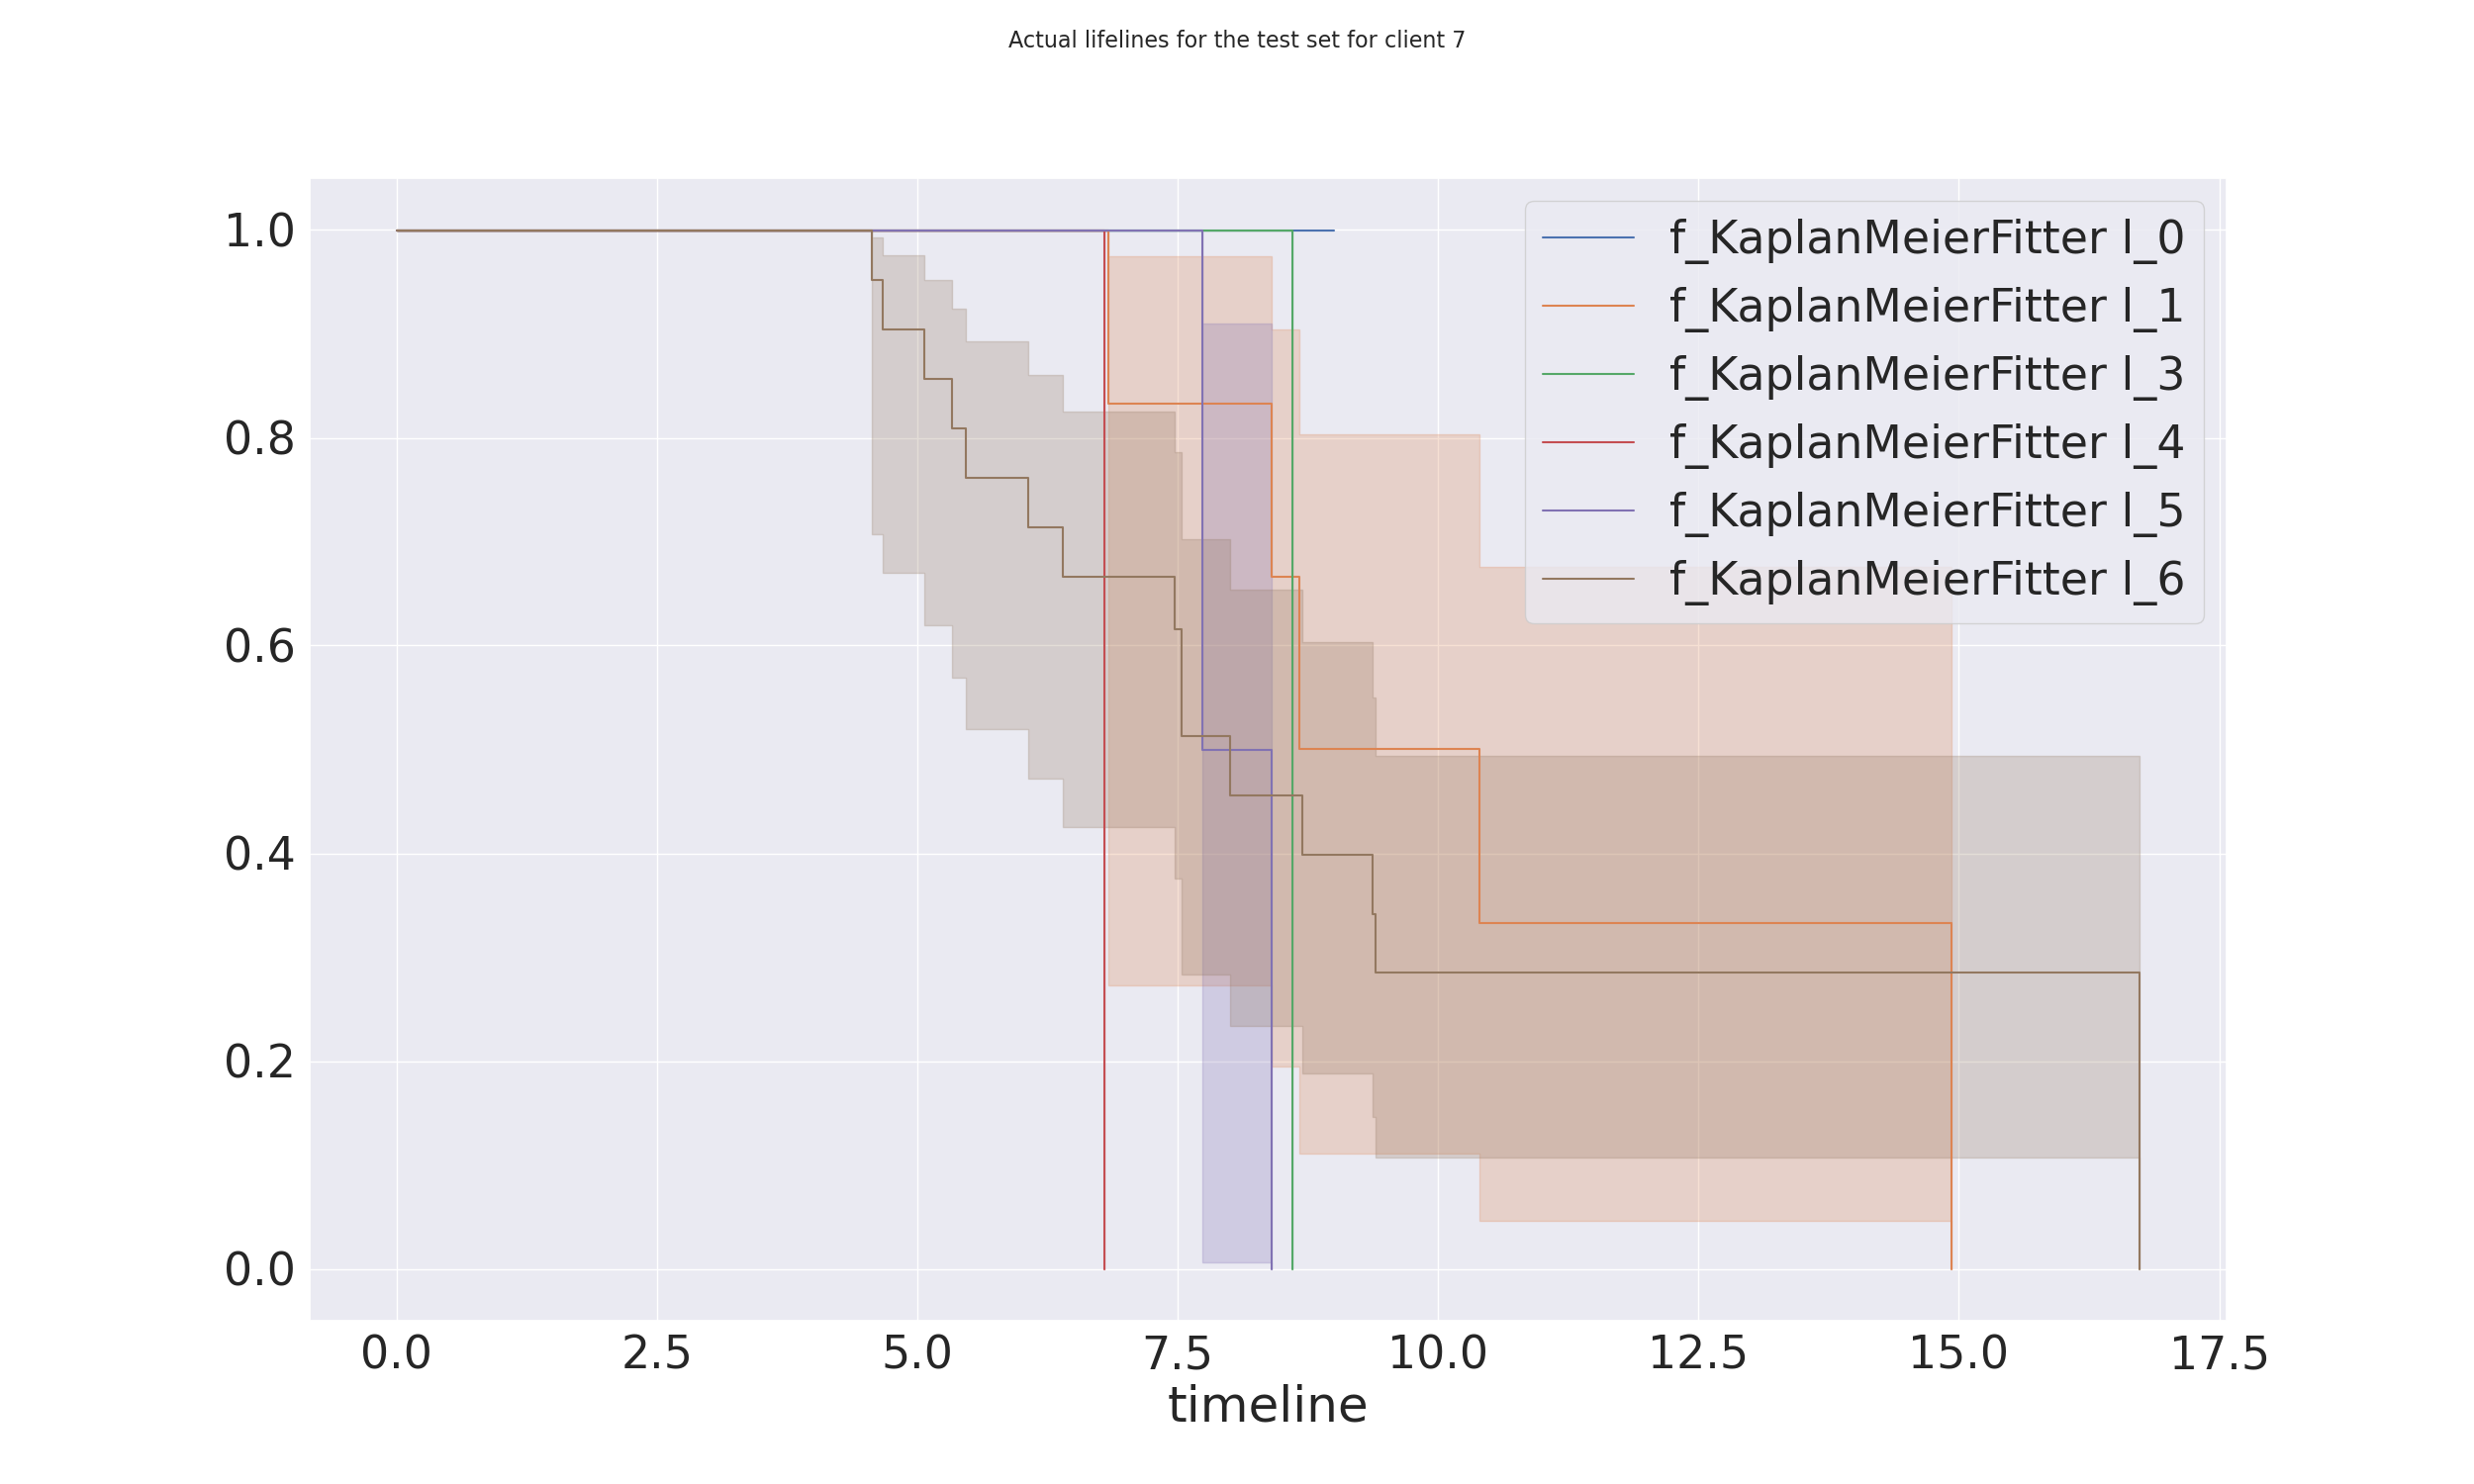 Actual lifelines for the test set for client 7
1.0
0.8
0.6
0.4
0.2
0.0
f_KaplanMeierFitter l_0
f_KaplanMeierFitter l_1
f_KaplanMeierFitter l_3
f_KaplanMeierFitter l_4
f_KaplanMeierFitter l_5
f_KaplanMeierFitter l_6
0.0 2.5 5.0 7.5 10.0 12.5 15.0 17.5
timeline